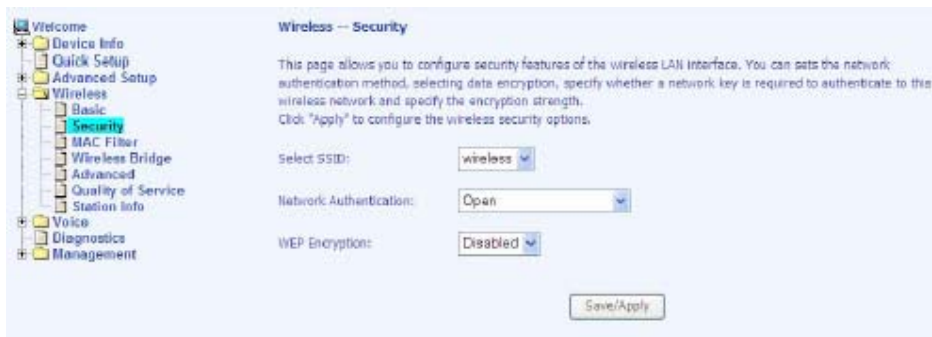 Welcome
Device Info
Quick Setup
Advanced Setup
Wireless
Basic
Security
MAC Filter
Wireless Bridge
Advanced
Quality of Service
Station Info
Voice
Diagnostics
Management
Wireless -- Security
This page allows you to configure security features of the wireless LAN interface. You can sets the network
authentication method, selecting data encryption, specify whether a network key is required to authenticate to this
wireless network and specify the encryption strength.
Click "Apply" to configure the wireless security options.
Select SSID: wireless
Network Authentication: Open
WEP Encryption: Disabled
Save/Apply